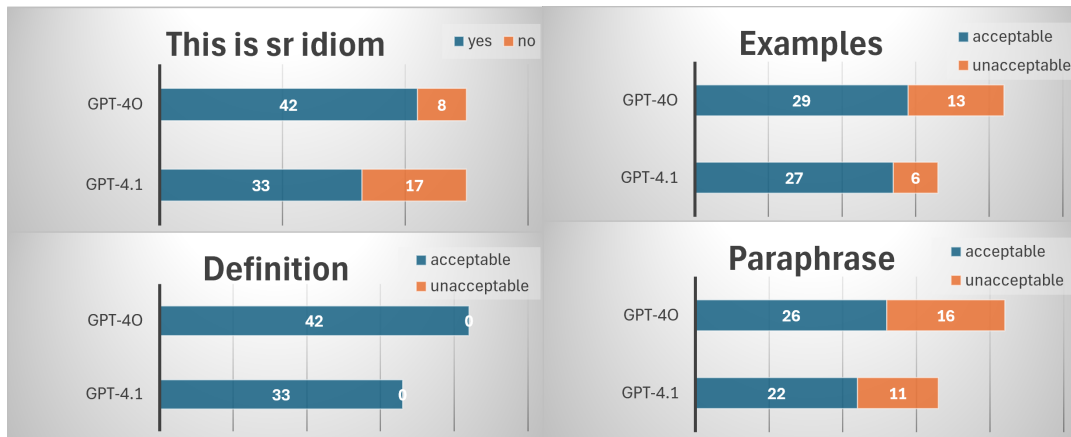 This is sr idiom
yes no
GPT-4O
42 8
GPT-4.1
33 17
Examples
acceptable
unacceptable
GPT-4O
29 13
GPT-4.1
27 6
Definition
acceptable
unacceptable
GPT-4O
42 0
GPT-4.1
33 0
Paraphrase
acceptable
unacceptable
GPT-4O
26 16
GPT-4.1
22 11